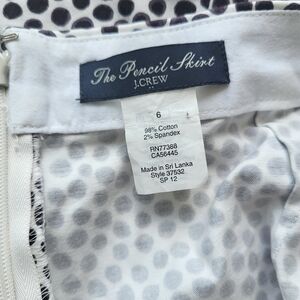 The Pencil Skirt
J.CREW
6
98% Cotton
2% Spandex
RN77388
CA56445
Made in Sri Lanka
Style 37532
SP 12